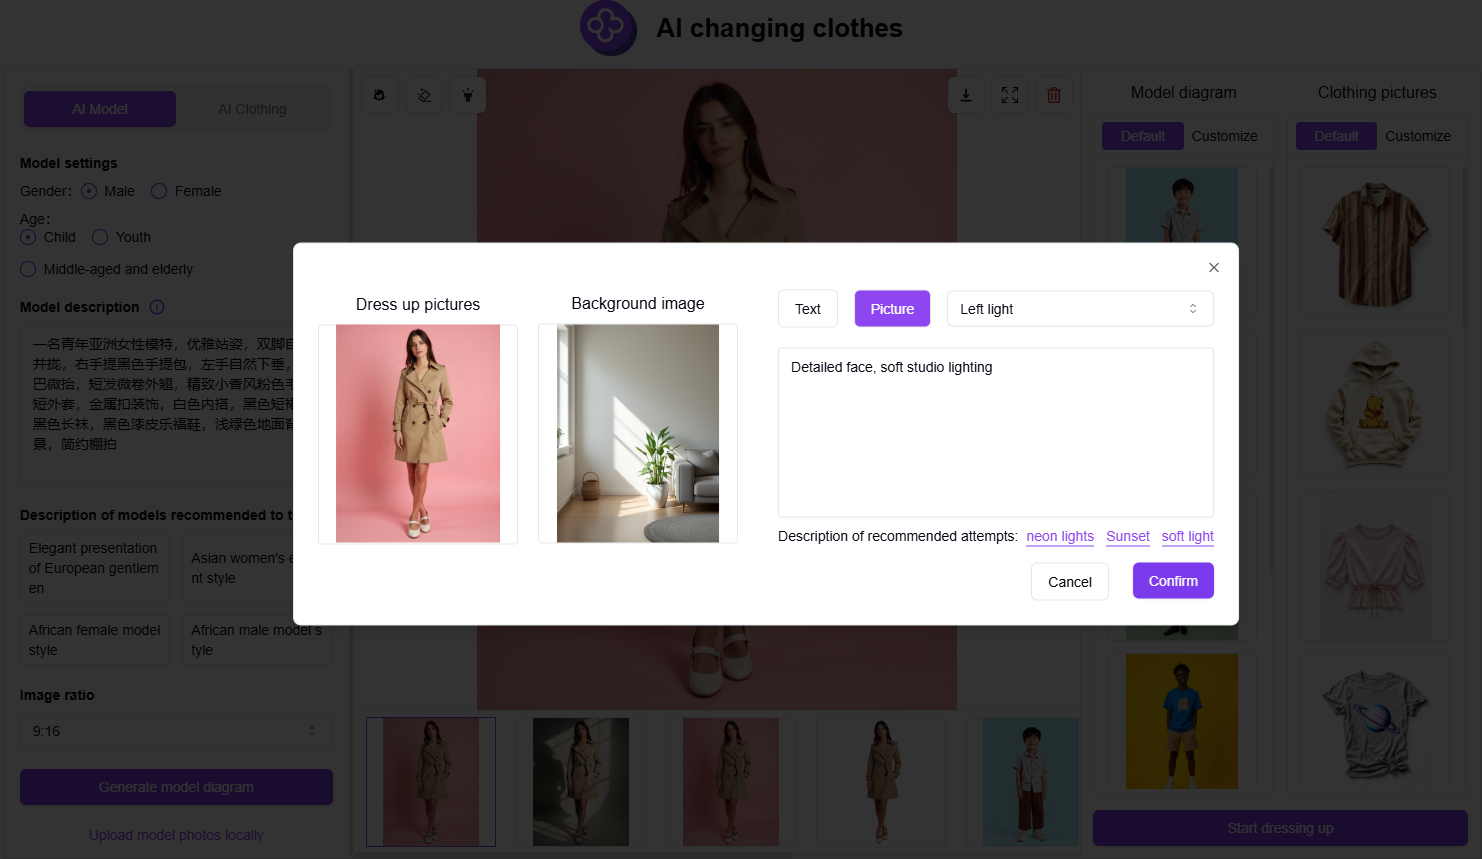 AI changing clothes
AI Model
AI Clothing
Model settings
Gender:
Male
Female
Age:
Child
Youth
Middle-aged and elderly
Model description
一名青年亚洲女性模特，优雅站姿，双脚自
并拢，右手提黑色手提包，左手自然下垂，
巴微抬，短发微卷外翘，精致小香风粉色毛
短外套，金属扣装饰，白色内搭，黑色短裙
黑色长袜，黑色漆皮乐福鞋，浅绿色地面背
景，简约棚拍
Description of models recommended to t
Elegant presentation
of European gentlem
en
Asian women's e
nt style
African female model
style
African male model s
tyle
Image ratio
9:16
Generate model diagram
Upload model photos locally
Dress up pictures
Background image
Text
Picture
Left light
Detailed face, soft studio lighting
Description of recommended attempts:
neon lights
Sunset
soft light
Cancel
Confirm
Model diagram
Default
Customize
Clothing pictures
Default
Customize
Start dressing up